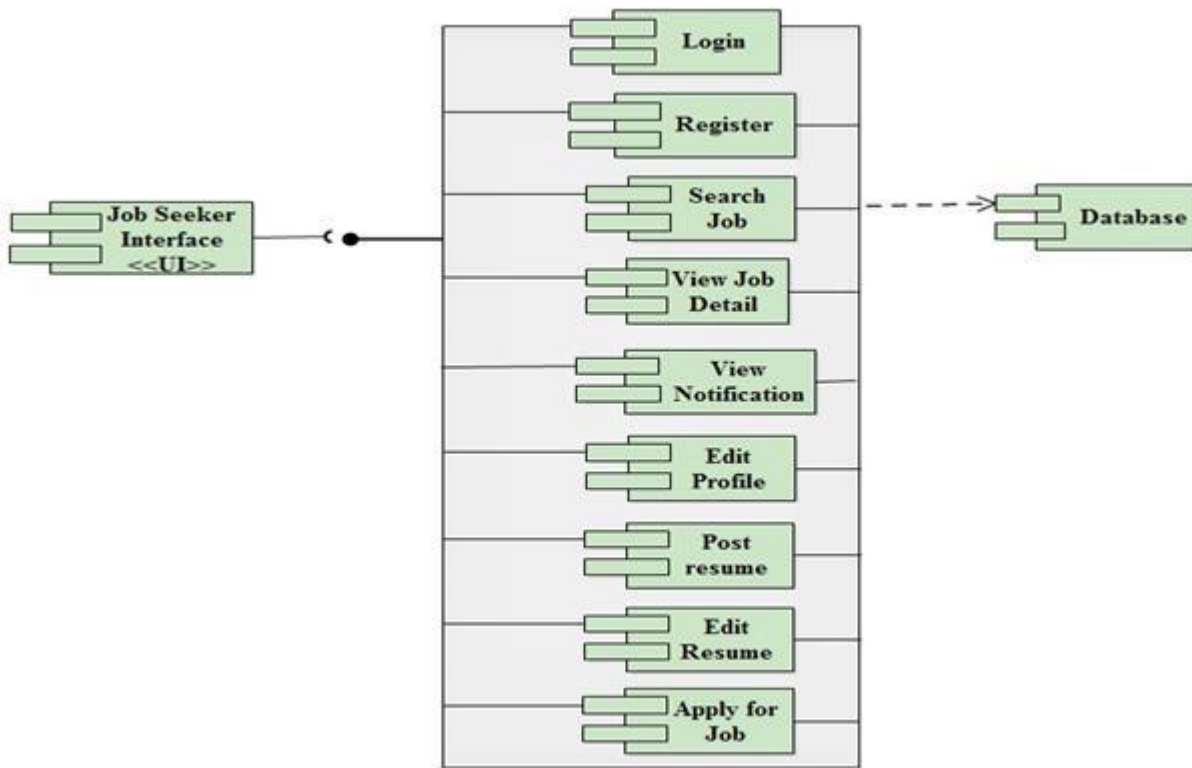 Login
Register
Search
Job
Job Seeker
Interface
<<UI>>
Database
View Job
Detail
View
Notification
Edit
Profile
Post
resume
Edit
Resume
Apply for
Job